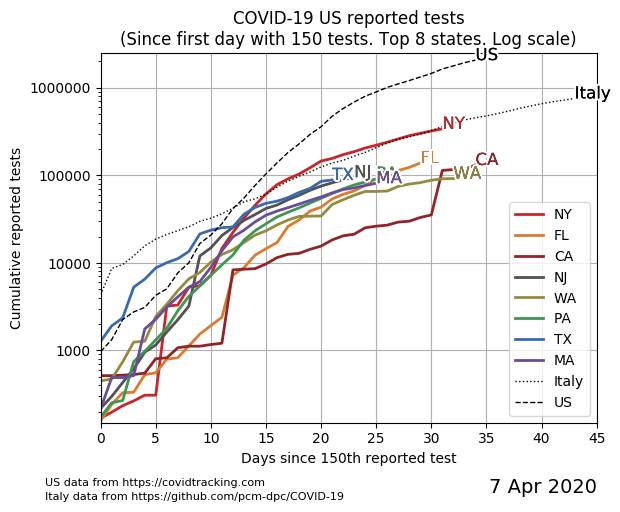 COVID-19 US reported tests
(Since first day with 150 tests. Top 8 states. Log scale)
Cumulative reported tests
1000000
100000
10000
1000
US
Italy
NY
FL
CA
TX
NJ
PA
MA
WA
NY
FL
CA
NJ
WA
PA
TX
MA
Italy
US
0 5 10 15 20 25 30 35 40 45
Days since 150th reported test
US data from https://covidtracking.com
Italy data from https://github.com/pcm-dpc/COVID-19
7 Apr 2020